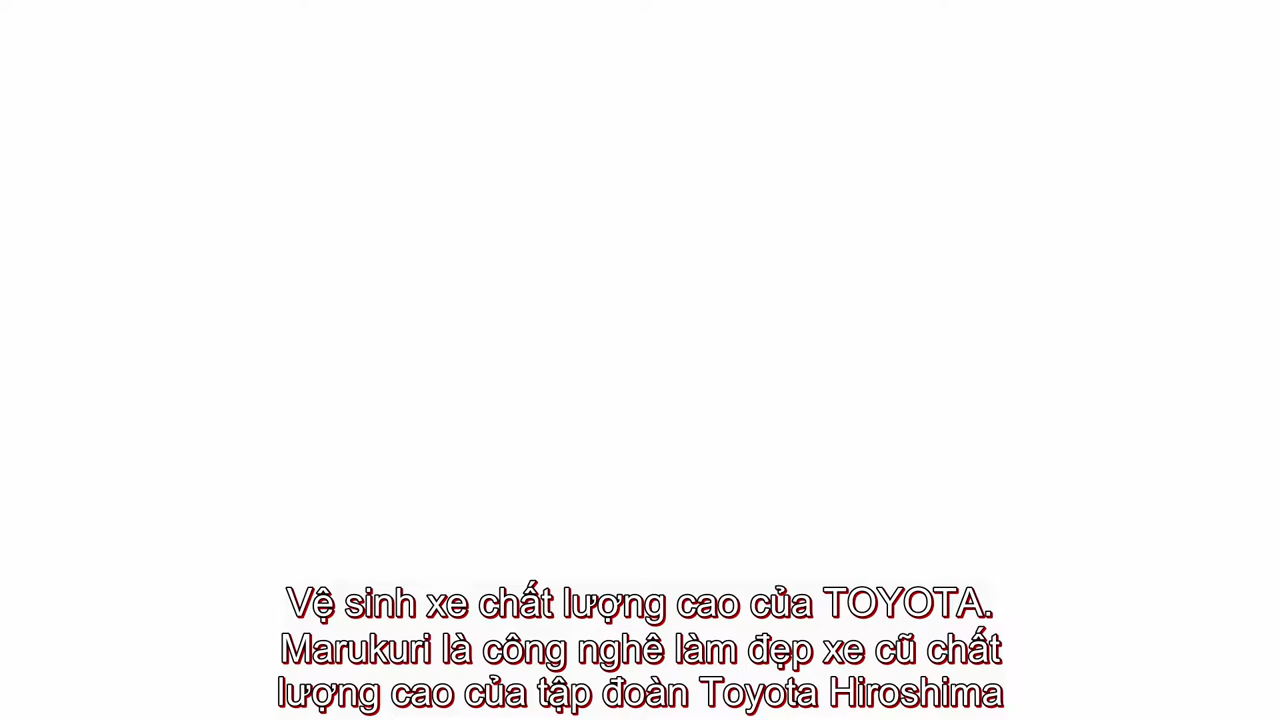 Vệ sinh xe chất lượng cao của TOYOTA.
Marukuri là công nghê làm đẹp xe cũ chất
lượng cao của tập đoàn Toyota Hiroshima